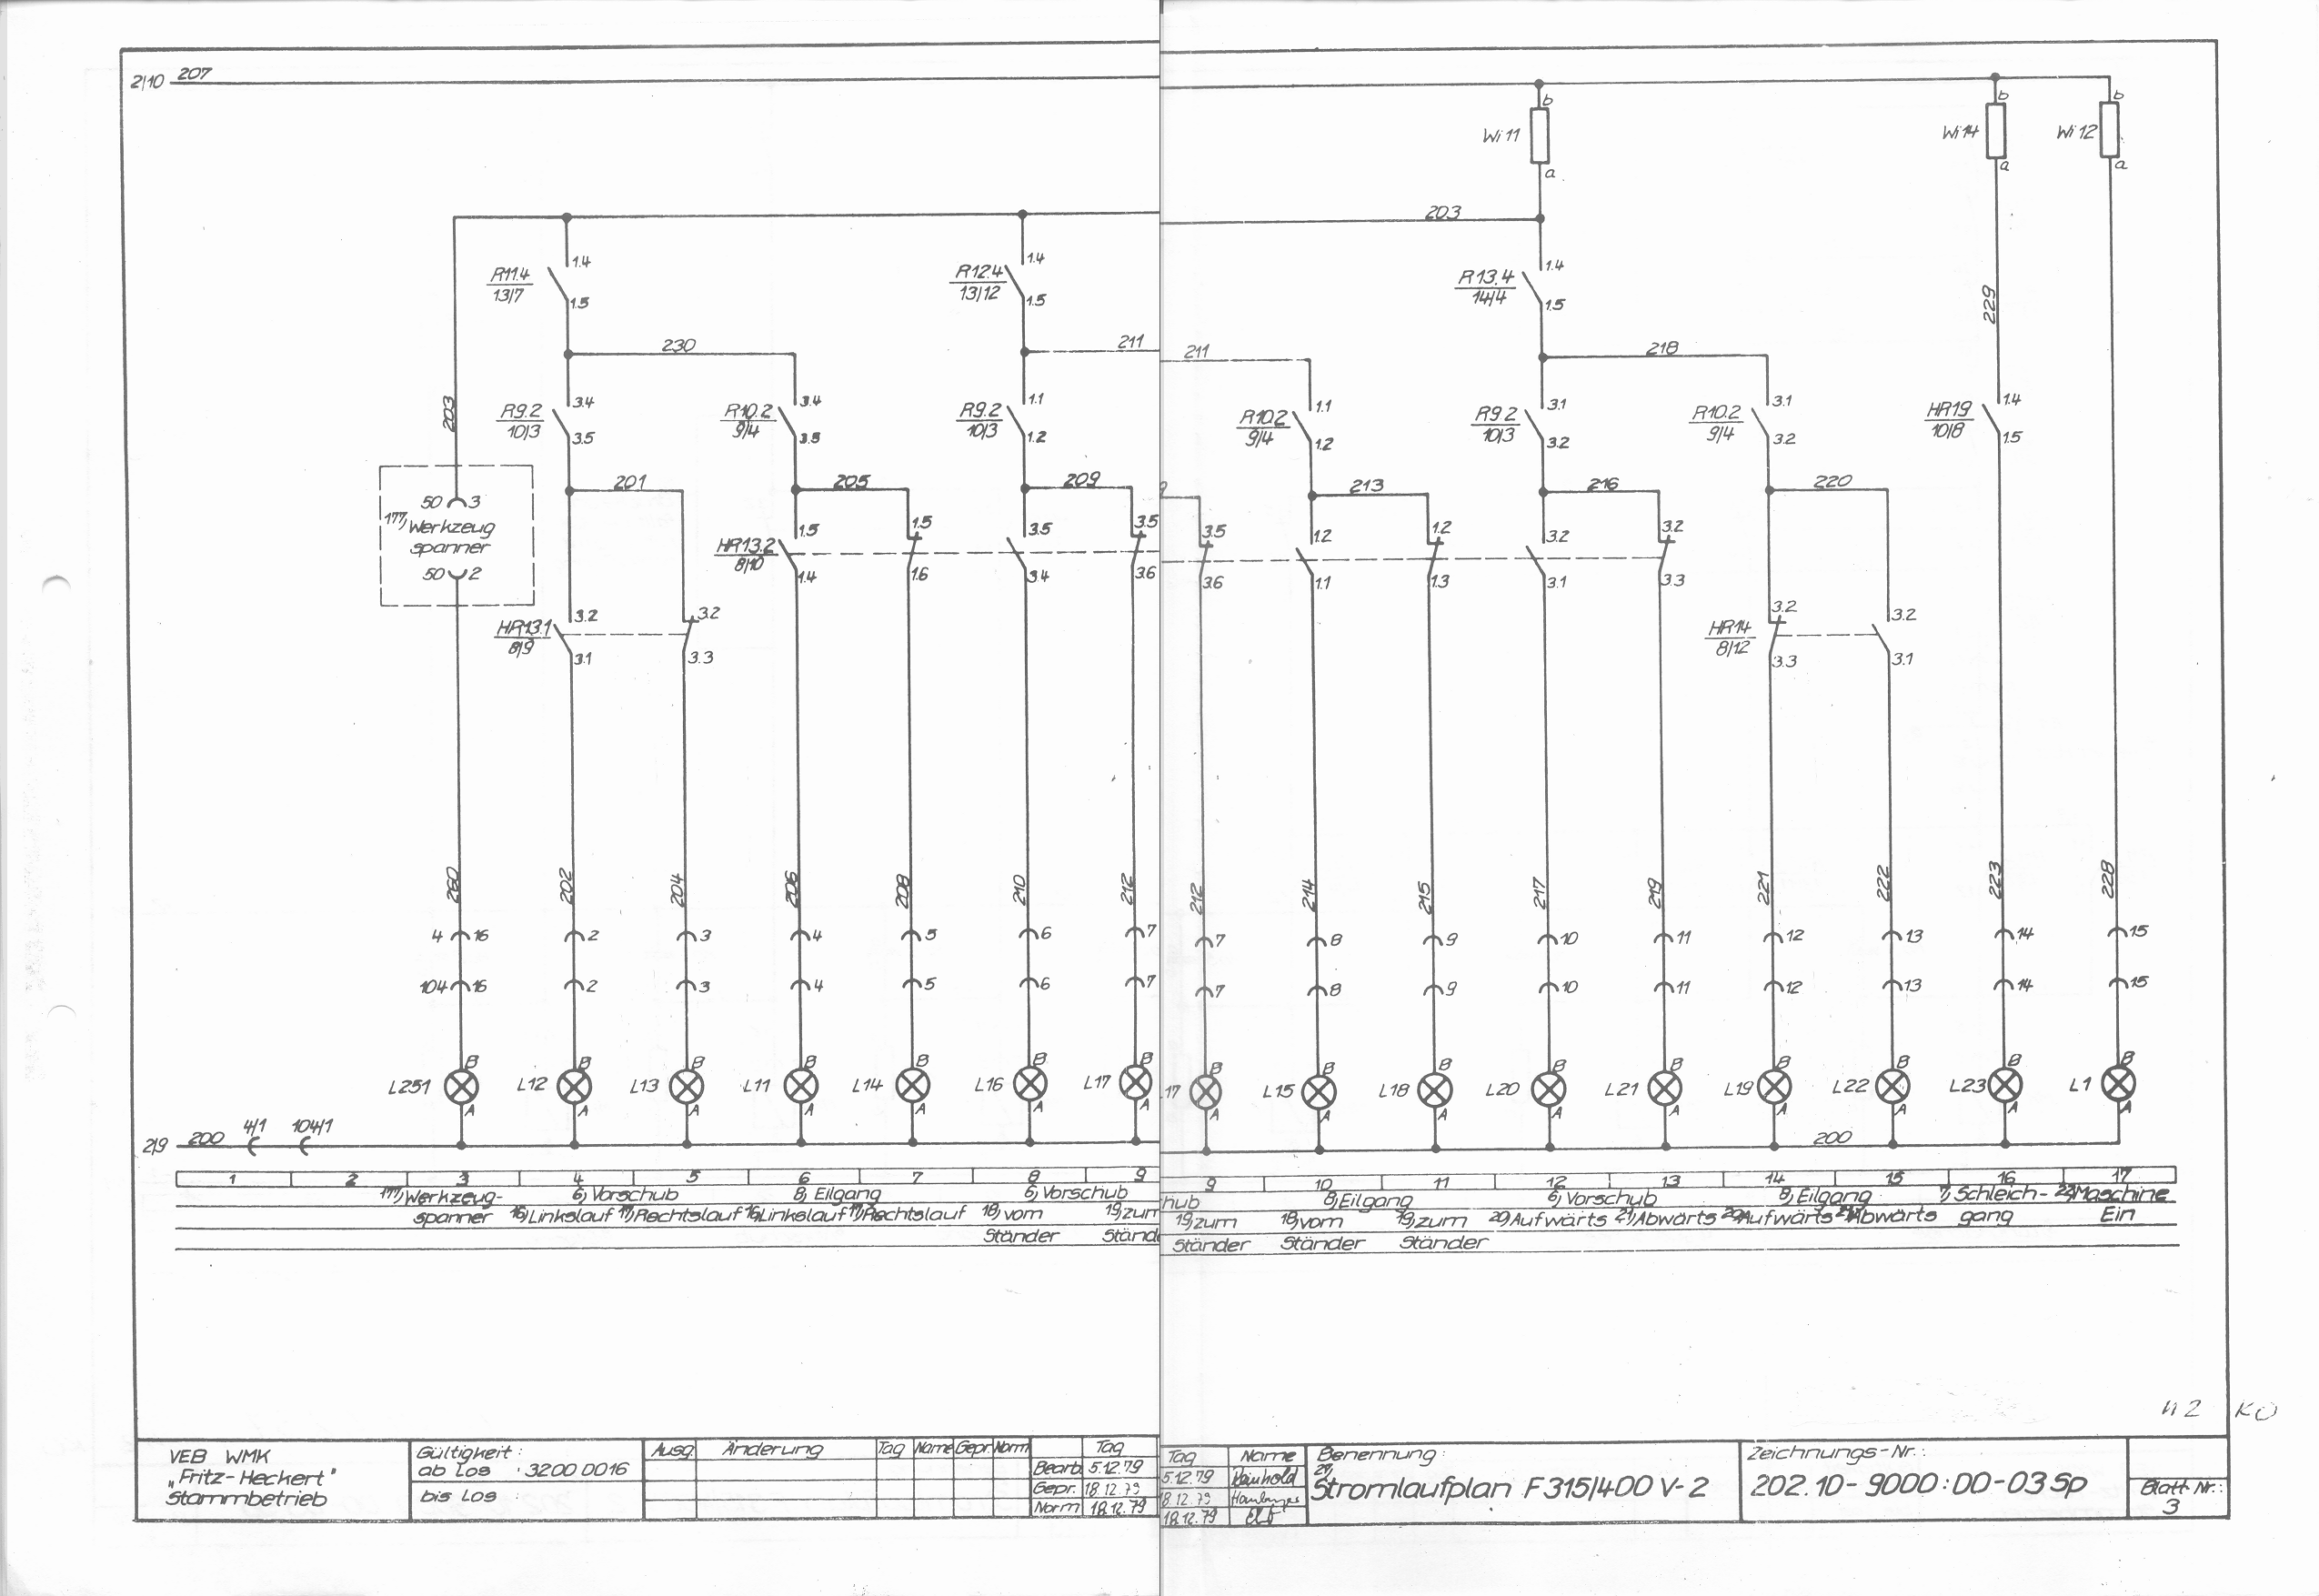 2/10 207
b b b
Wi 11 Wi 14 Wi 12
a a a
203
R11.4 1.4 R12.4 1.4 R13.4 1.4
13/7 1.5 13/12 1.5 14/4 1.5
229
230 211 211 218
203
R9.2 3.4 R10.2 3.4 R9.2 1.1 R10.2 1.1 R9.2 3.1 R10.2 3.1 HR19 1.4
10/3 3.5 9/4 3.5 10/3 1.2 9/4 1.2 10/3 3.2 9/4 3.2 10/8 1.5
201 205 209 213 216 220
50 3
177) Werkzeug
spanner
50 2
HR13.2 1.5 1.5 3.5 3.5 3.5 1.2 1.2 3.2 3.2
8/10 1.4 1.6 3.4 3.6 3.6 1.1 1.3 3.1 3.3
HR13.1 3.2 3.2 HR14 3.2 3.2
8/9 3.1 3.3 8/12 3.3 3.1
260 202 204 206 208 210 212 212 214 215 217 219 221 222 223 228
4 16 2 3 4 5 6 7 7 8 9 10 11 12 13 14 15
104 16 2 3 4 5 6 7 7 8 9 10 11 12 13 14 15
B B B B B B B B B B B B B B B B
L251 L12 L13 L11 L14 L16 L17 17 L15 L18 L20 L21 L19 L22 L23 L1
A A A A A A A A A A A A A A A A A
2/9 200 4/1 104/1 200
1 2 3 4 5 6 7 8 9 9 10 11 12 13 14 15 16 17
177) Werkzeug- 6) Vorschub 8) Eilgang 6) Vorschub hub 8) Eilgang 6) Vorschub 8) Eilgang 7) Schleich- 22) Maschine
spanner 16) Linkslauf 17) Rechtslauf 16) Linkslauf 17) Rechtslauf 18) vom 19) zum 19) zum 18) vom 19) zum 20) Aufwärts 21) Abwärts 20) Aufwärts 21) Abwärts gang Ein
Ständer Ständ Ständer Ständer Ständer
42 KÖ
VEB WMK
„Fritz-Heckert"
Stammbetrieb
Gültigkeit :
ab Los : 3200 0016
bis Los :
Ausg. Änderung Tag Name Gepr. Norm Tag
Bearb. 5.12.79
Gepr. 18.12.79
Norm 18.12.79
Tag Name
5.12.79 Reinhold
18.12.79
18.12.79
Benennung:
Stromlaufplan F 315/400 V-2
Zeichnungs-Nr.:
202.10-9000:00-03 Sp
Blatt-Nr.:
3